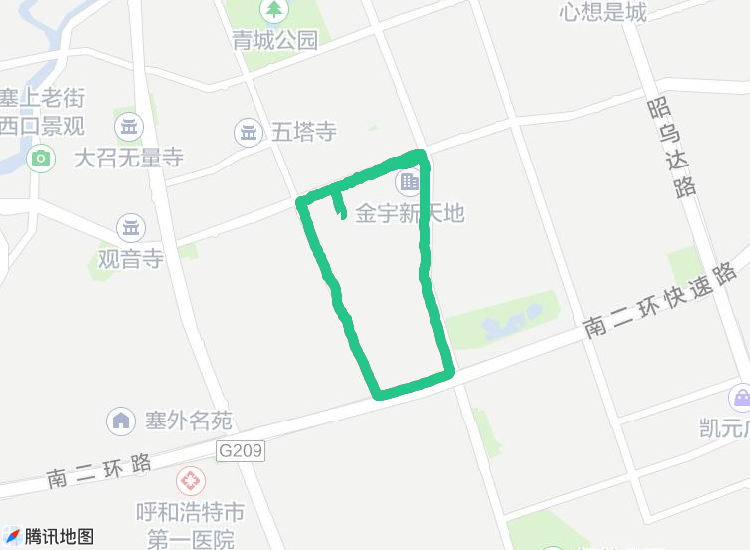 心想是城
青城公园
塞上老街
西口景观
五塔寺
大召无量寺
昭乌达路
金宇新天地
观音寺
南二环快速路
塞外名苑
凯元广
G209
南二环路
呼和浩特市
第一医院
腾讯地图